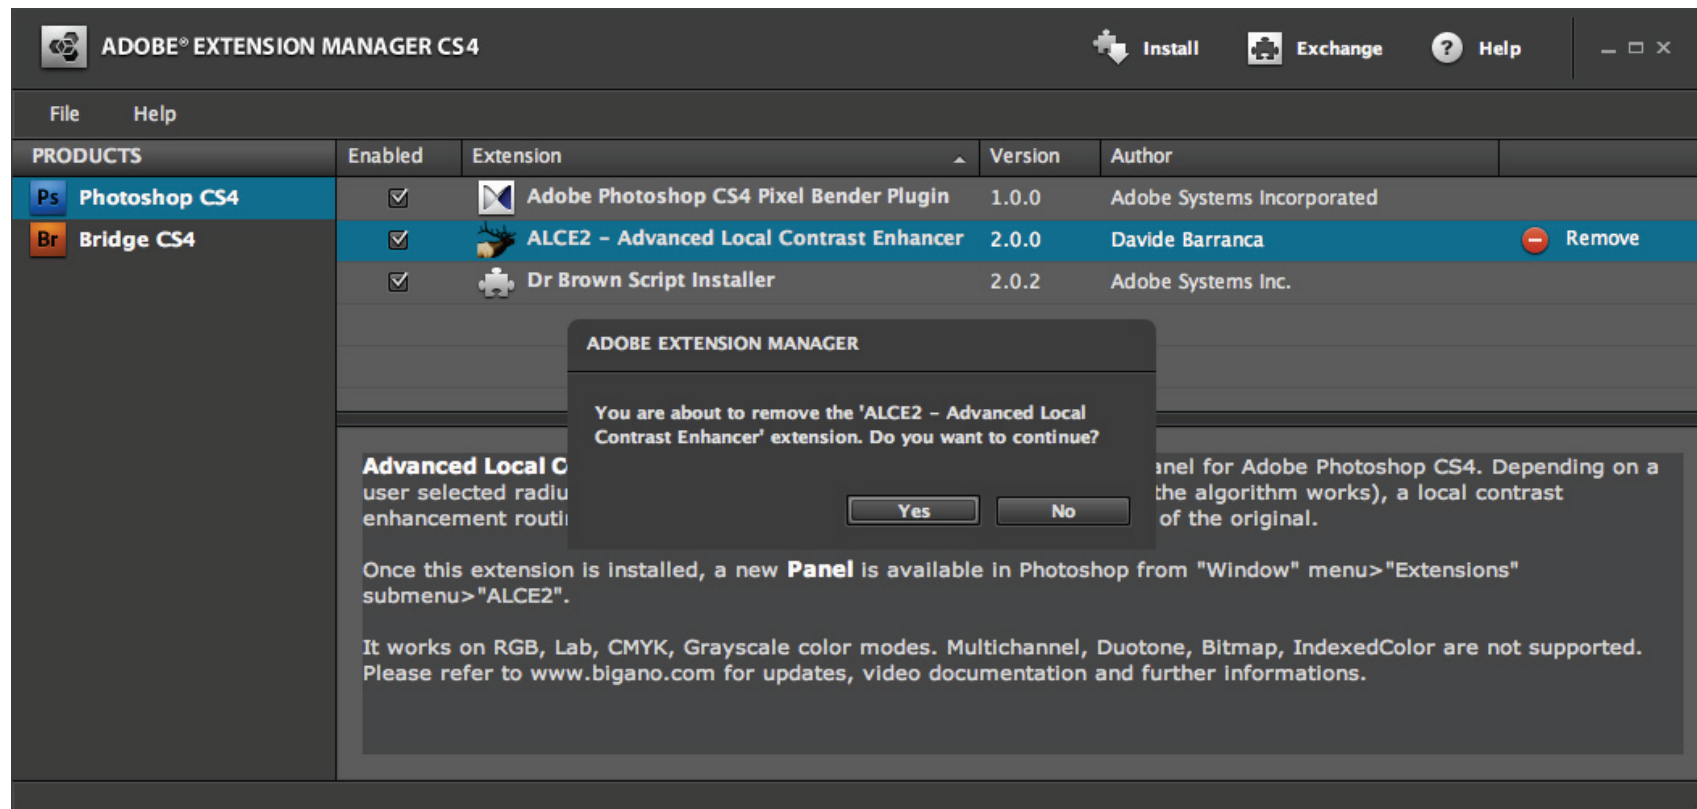 ADOBE® EXTENSION MANAGER CS4
Install
Exchange
? Help
File Help
PRODUCTS
Enabled Extension Version Author
Ps Photoshop CS4
Br Bridge CS4
Adobe Photoshop CS4 Pixel Bender Plugin 1.0.0 Adobe Systems Incorporated
ALCE2 – Advanced Local Contrast Enhancer 2.0.0 Davide Barranca Remove
Dr Brown Script Installer 2.0.2 Adobe Systems Inc.
ADOBE EXTENSION MANAGER
You are about to remove the 'ALCE2 – Advanced Local
Contrast Enhancer' extension. Do you want to continue?
Yes No
Advanced Local C anel for Adobe Photoshop CS4. Depending on a
user selected radiu the algorithm works), a local contrast
enhancement routi of the original.
Once this extension is installed, a new Panel is available in Photoshop from "Window" menu>"Extensions"
submenu>"ALCE2".
It works on RGB, Lab, CMYK, Grayscale color modes. Multichannel, Duotone, Bitmap, IndexedColor are not supported.
Please refer to www.bigano.com for updates, video documentation and further informations.